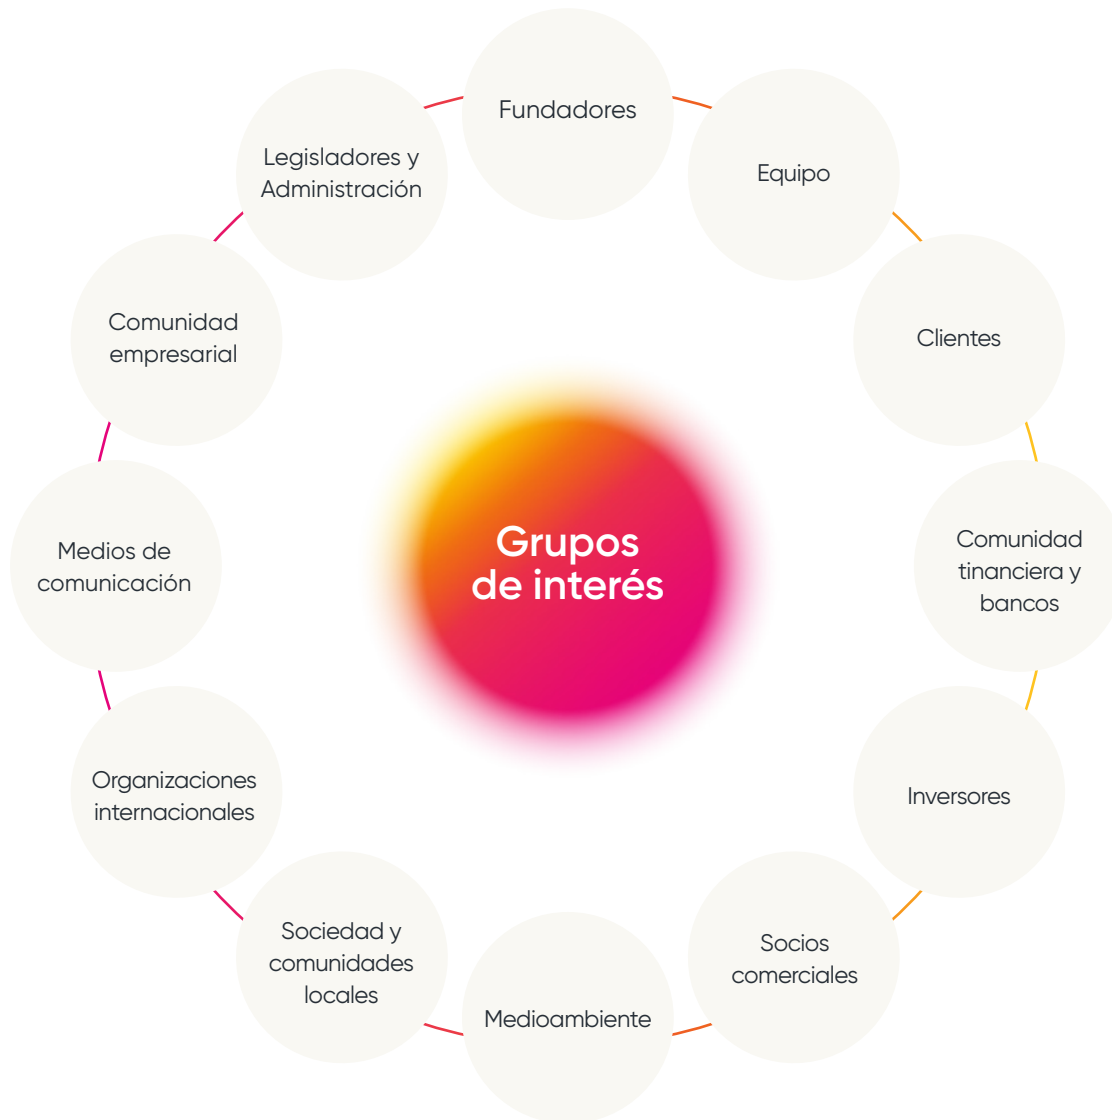 Fundadores
Equipo
Clientes
Comunidad
tinanciera y
bancos
Inversores
Socios
comerciales
Medioambiente
Sociedad y
comunidades
locales
Organizaciones
internacionales
Medios de
comunicación
Comunidad
empresarial
Legisladores y
Administración
Grupos
de interés